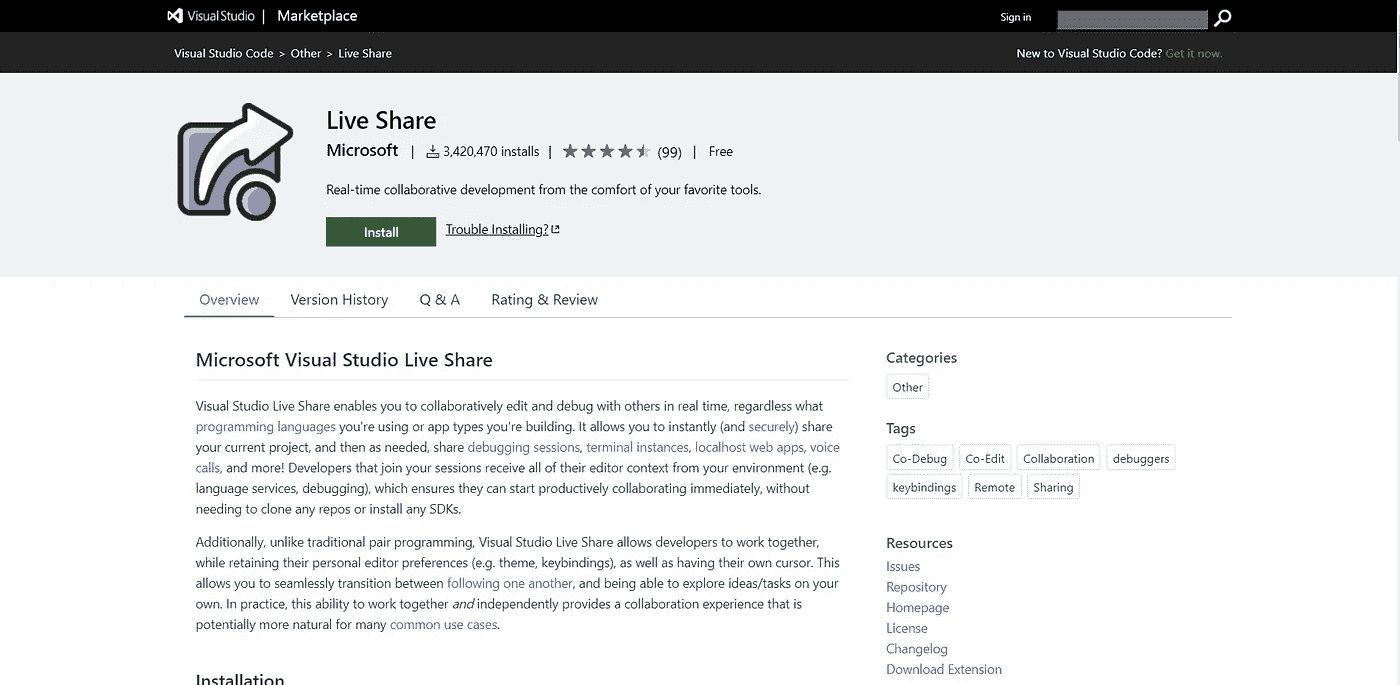 Visual Studio | Marketplace
Sign in
Visual Studio Code > Other > Live Share
New to Visual Studio Code? Get it now.
Live Share
Microsoft | 3,420,470 installs | (99) | Free
Real-time collaborative development from the comfort of your favorite tools.
Install
Trouble Installing?
Overview
Version History
Q & A
Rating & Review
Microsoft Visual Studio Live Share
Visual Studio Live Share enables you to collaboratively edit and debug with others in real time, regardless what
programming languages you're using or app types you're building. It allows you to instantly (and securely) share
your current project, and then as needed, share debugging sessions, terminal instances, localhost web apps, voice
calls, and more! Developers that join your sessions receive all of their editor context from your environment (e.g.
language services, debugging), which ensures they can start productively collaborating immediately, without
needing to clone any repos or install any SDKs.
Additionally, unlike traditional pair programming, Visual Studio Live Share allows developers to work together,
while retaining their personal editor preferences (e.g. theme, keybindings), as well as having their own cursor. This
allows you to seamlessly transition between following one another, and being able to explore ideas/tasks on your
own. In practice, this ability to work together and independently provides a collaboration experience that is
potentially more natural for many common use cases.
Installation
Categories
Other
Tags
Co-Debug
Co-Edit
Collaboration
debuggers
keybindings
Remote
Sharing
Resources
Issues
Repository
Homepage
License
Changelog
Download Extension